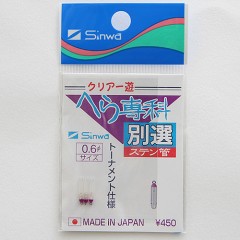 Sinwa
クリアー遊
へら専科
Sinwa
別選
ステン管
0.6#
サイズ
トーナメント仕様
MADE IN JAPAN
¥450